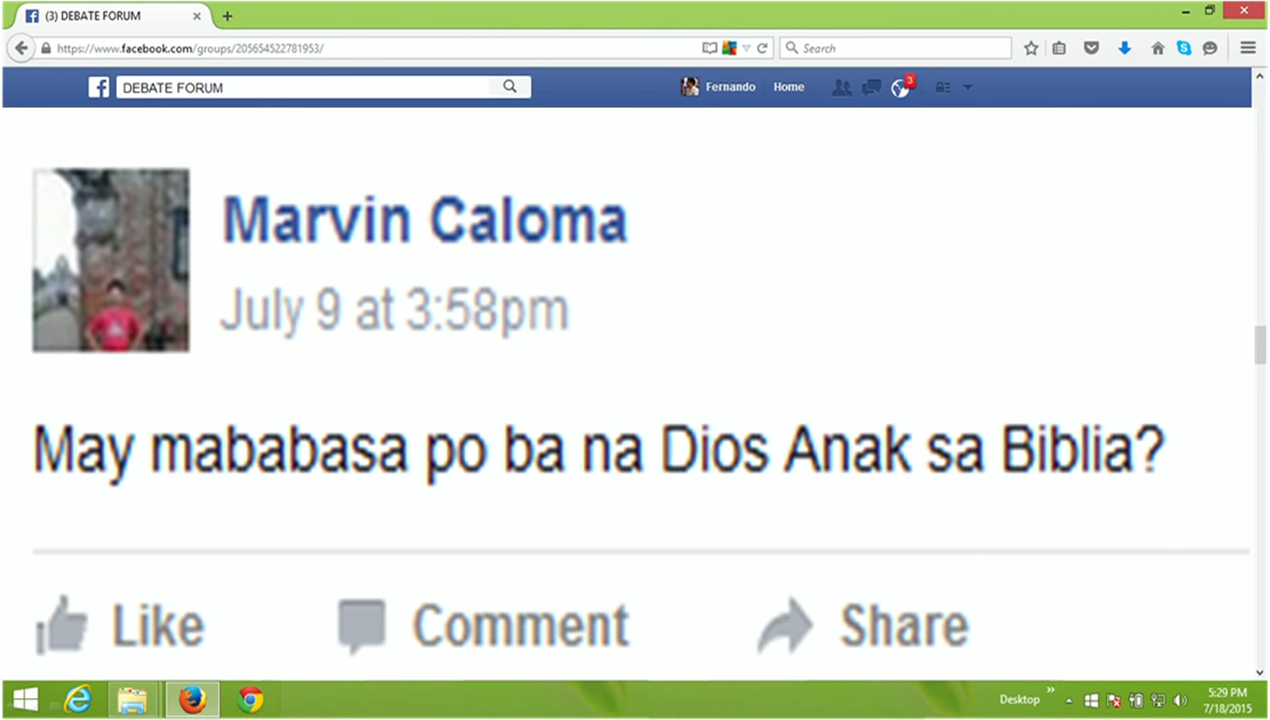 (3) DEBATE FORUM
https://www.facebook.com/groups/205654522781953/
Search
DEBATE FORUM
Fernando
Home
3
Marvin Caloma
July 9 at 3:58pm
May mababasa po ba na Dios Anak sa Biblia?
Like
Comment
Share
Desktop
5:29 PM
7/18/2015